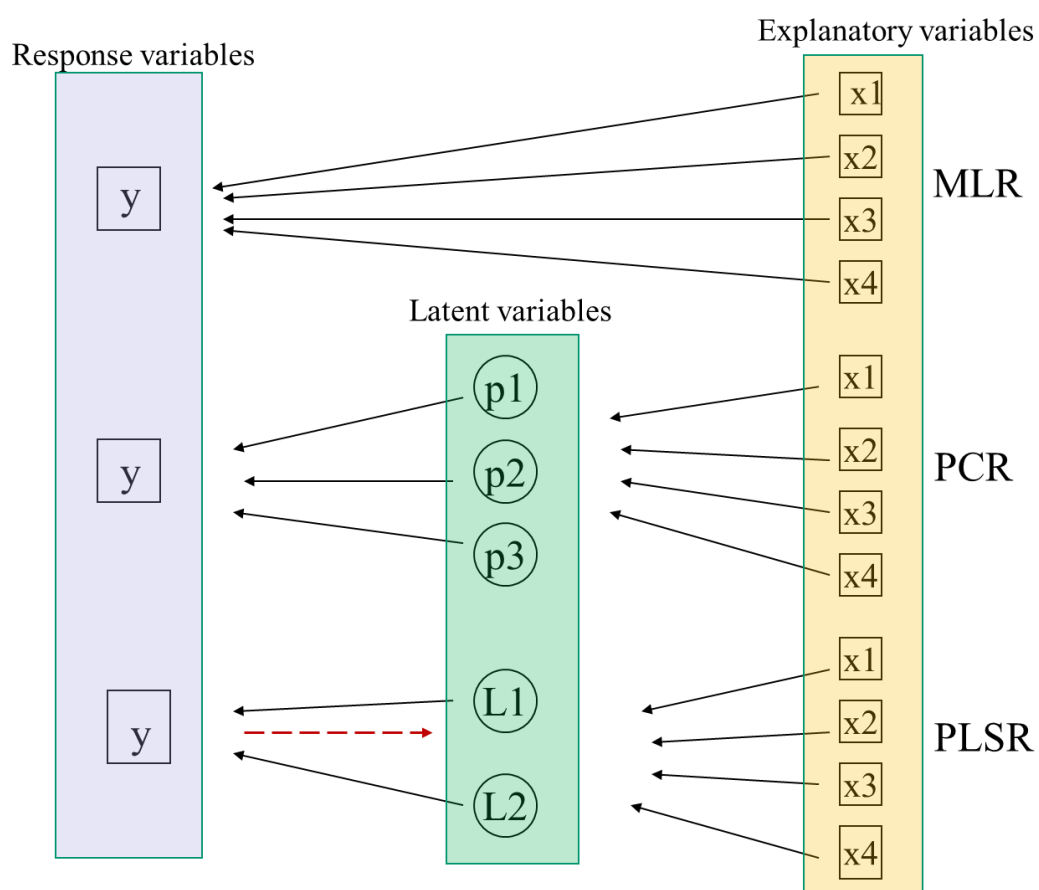 Explanatory variables
Response variables
x1
x2
y
MLR
x3
x4
Latent variables
p1
x1
x2
y
p2
PCR
x3
p3
x4
x1
L1
x2
y
PLSR
x3
L2
x4